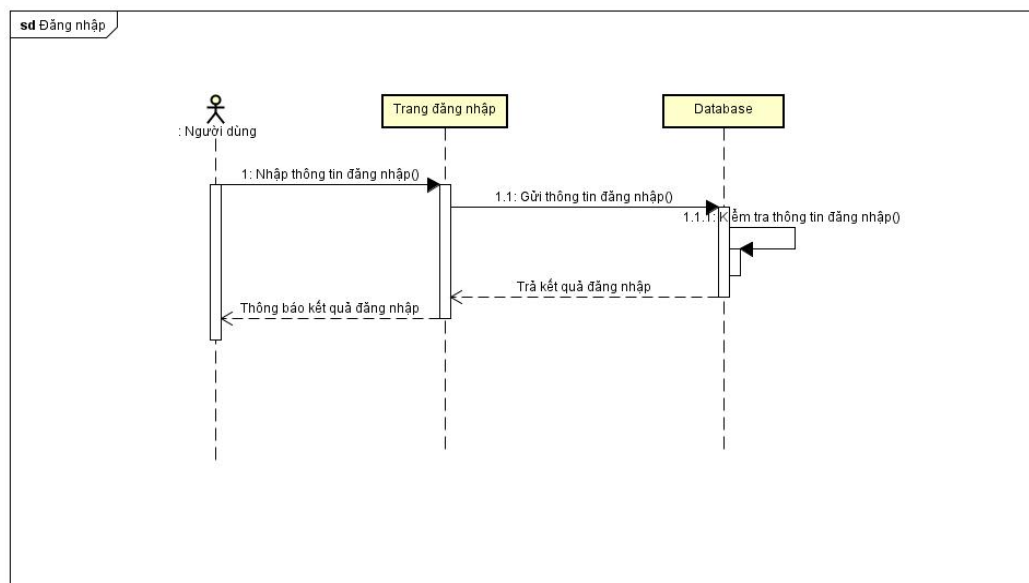 sd Đăng nhập
: Người dùng
Trang đăng nhập
Database
1: Nhập thông tin đăng nhập()
1.1: Gửi thông tin đăng nhập()
1.1.1: Kiểm tra thông tin đăng nhập()
Trả kết quả đăng nhập
Thông báo kết quả đăng nhập